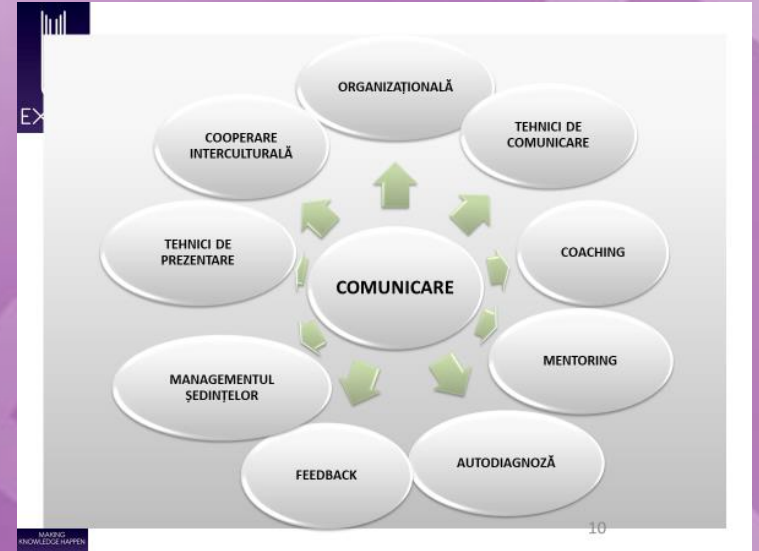 EX
ORGANIZAȚIONALĂ
TEHNICI DE
COMUNICARE
COOPERARE
INTERCULTURALĂ
TEHNICI DE
PREZENTARE
COMUNICARE
COACHING
MENTORING
MANAGEMENTUL
ȘEDINȚELOR
FEEDBACK
AUTODIAGNOZĂ
10
MAKING
KNOWLEDGE HAPPEN